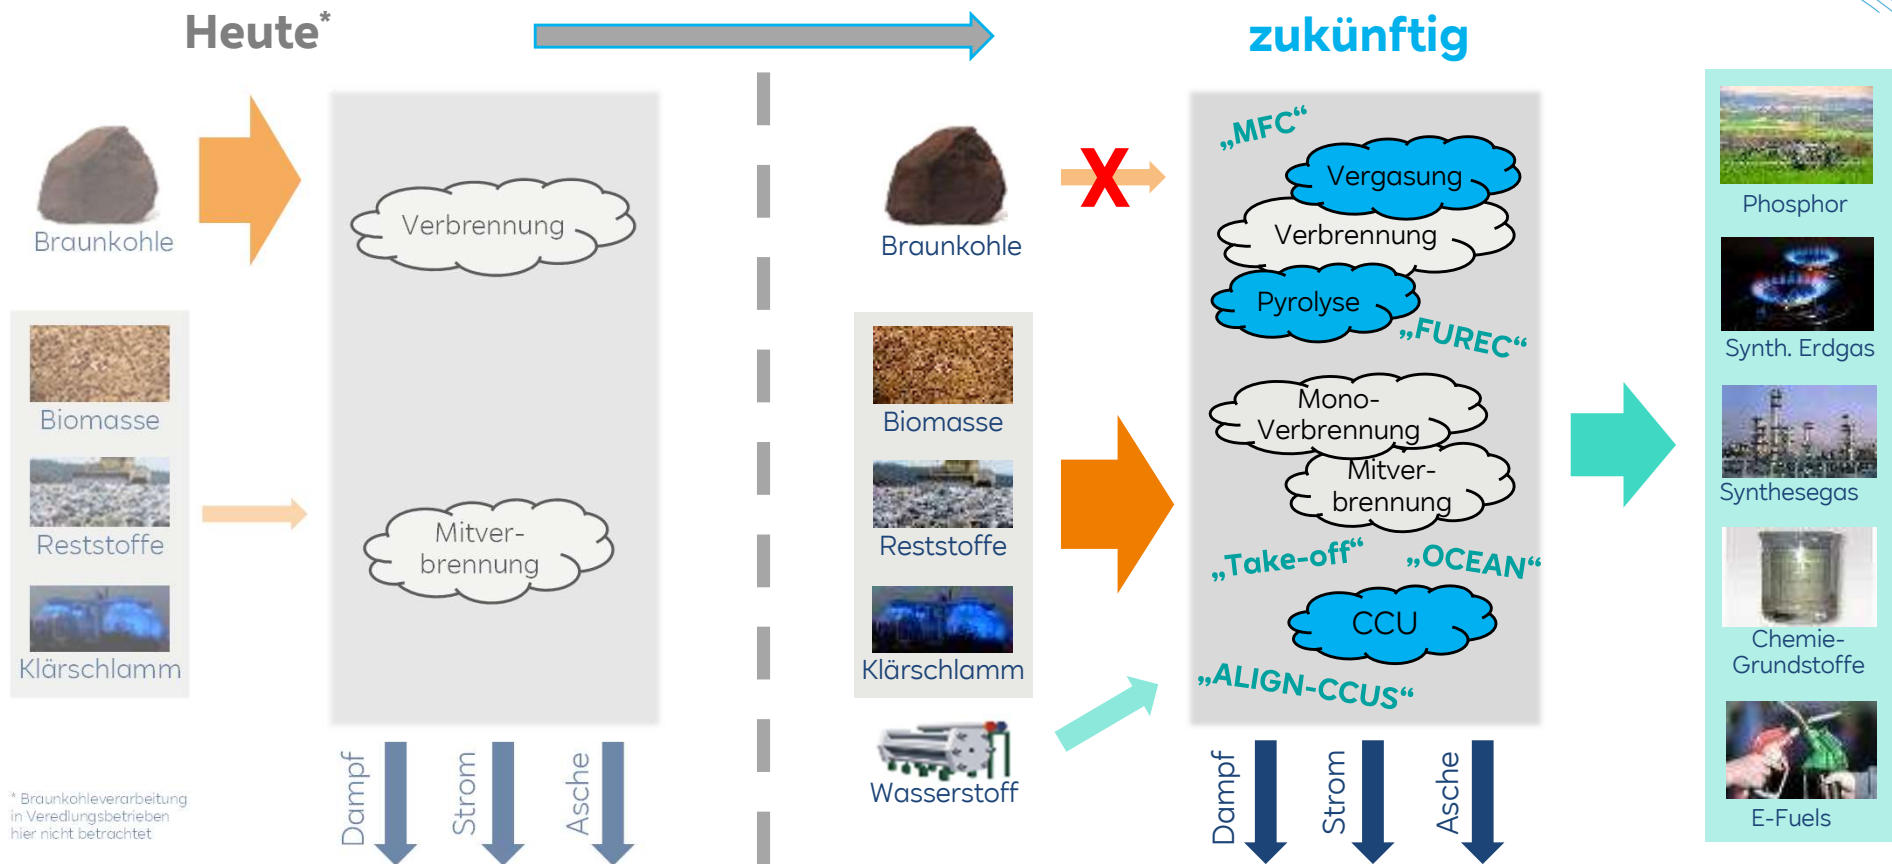 Heute*
zukünftig
Braunkohle
Biomasse
Reststoffe
Klärschlamm
Verbrennung
Mitver-
brennung
Dampf
Strom
Asche
* Braunkohleverarbeitung
in Veredlungsbetrieben
hier nicht betrachtet
Braunkohle
X
Biomasse
Reststoffe
Klärschlamm
Wasserstoff
„MFC“
Vergasung
Verbrennung
Pyrolyse
„FUREC“
Mono-
Verbrennung
Mitver-
brennung
„Take-off“
„OCEAN“
CCU
„ALIGN-CCUS“
Dampf
Strom
Asche
Phosphor
Synth. Erdgas
Synthesegas
Chemie-
Grundstoffe
E-Fuels